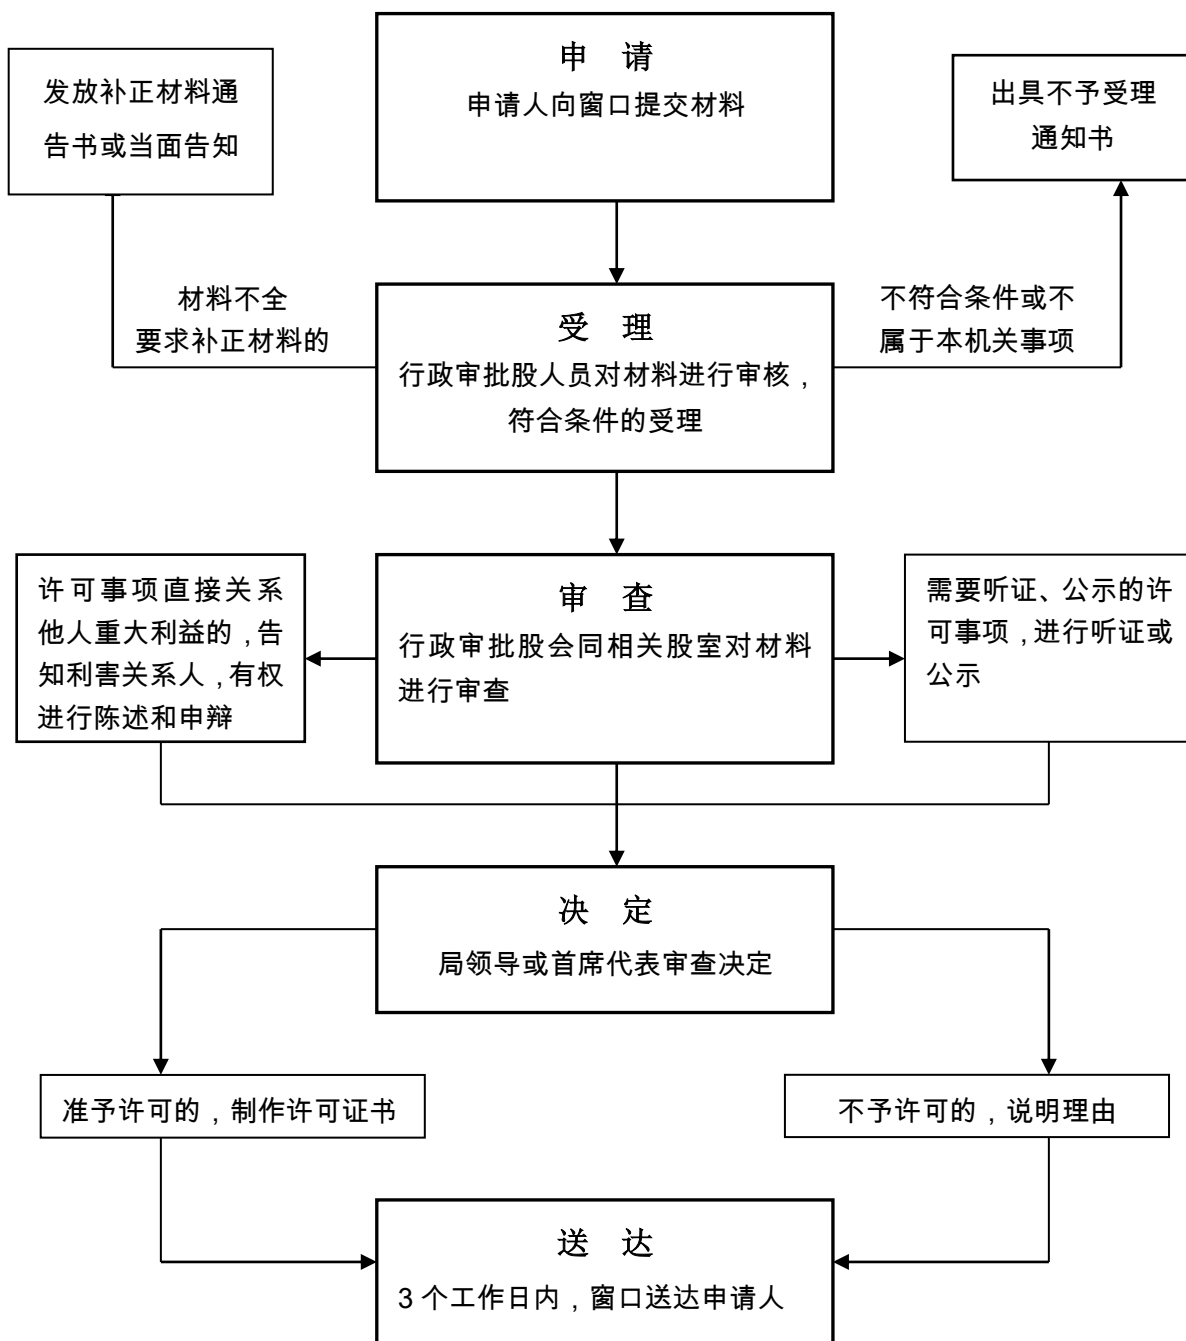 申 请
申请人向窗口提交材料
发放补正材料通
告书或当面告知
出具不予受理
通知书
材料不全
要求补正材料的
不符合条件或不
属于本机关事项
受 理
行政审批股人员对材料进行审核，
符合条件的受理
许可事项直接关系
他人重大利益的，告
知利害关系人，有权
进行陈述和申辩
审 查
行政审批股会同相关股室对材料
进行审查
需要听证、公示的许
可事项，进行听证或
公示
决 定
局领导或首席代表审查决定
准予许可的，制作许可证书
不予许可的，说明理由
送 达
3 个工作日内，窗口送达申请人